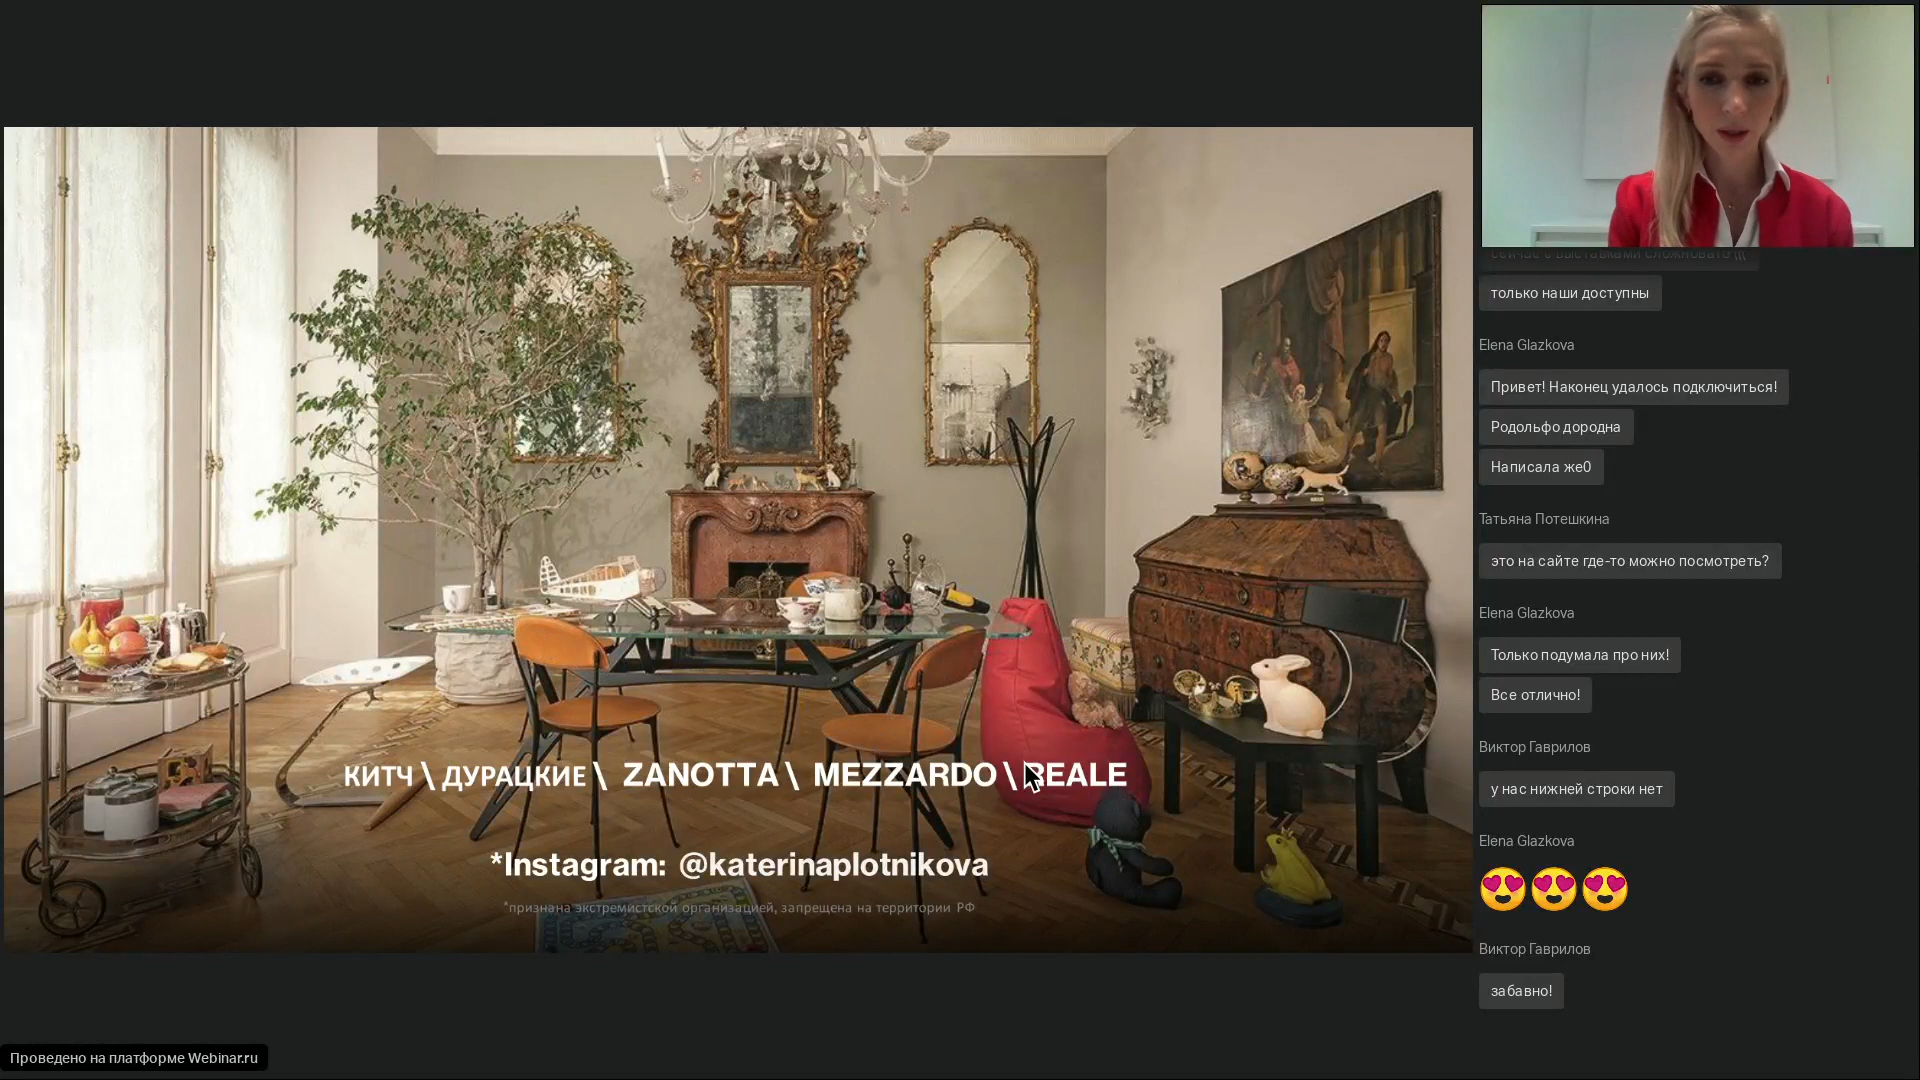 КИТЧ \ ДУРАЦКИЕ \ ZANOTTA \ MEZZARDO \ REALE
*Instagram: @katerinaplotnikova
*признана экстремистской организацией, запрещена на территории РФ
сейчас с выставками сложновато \((
только наши доступны
Elena Glazkova
Привет! Наконец удалось подключиться!
Родольфо дородна
Написала же0
Татьяна Потешкина
это на сайте где-то можно посмотреть?
Elena Glazkova
Только подумала про них!
Все отлично!
Виктор Гаврилов
у нас нижней строки нет
Elena Glazkova
😍😍😍
Виктор Гаврилов
забавно!
Проведено на платформе Webinar.ru